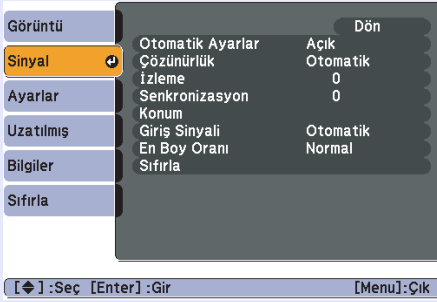 Görüntü
Sinyal
Ayarlar
Uzatılmış
Bilgiler
Sıfırla
Dön
Otomatik Ayarlar Açık
Çözünürlük Otomatik
İzleme 0
Senkronizasyon 0
Konum
Giriş Sinyali Otomatik
En Boy Oranı Normal
Sıfırla
[◆]:Seç [Enter]:Gir [Menu]:Çık